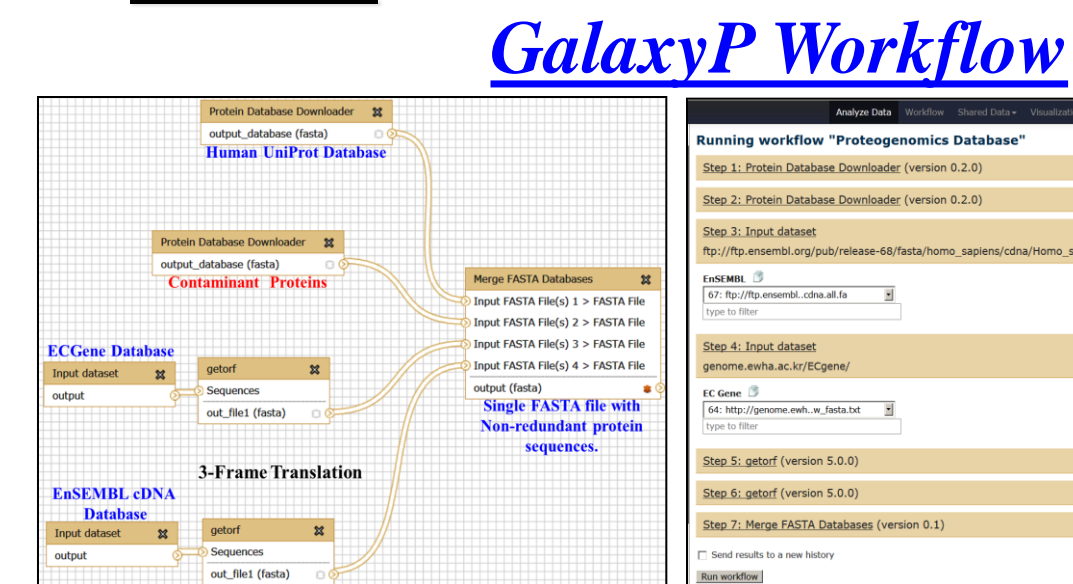 GalaxyP Workflow
Protein Database Downloader
output_database (fasta)
Human UniProt Database
Protein Database Downloader
output_database (fasta)
Contaminant Proteins
ECGene Database
Input dataset
output
getorf
Sequences
out_file1 (fasta)
3-Frame Translation
EnSEMBL cDNA
Database
Input dataset
output
getorf
Sequences
out_file1 (fasta)
Merge FASTA Databases
Input FASTA File(s) 1 > FASTA File
Input FASTA File(s) 2 > FASTA File
Input FASTA File(s) 3 > FASTA File
Input FASTA File(s) 4 > FASTA File
output (fasta)
Single FASTA file with
Non-redundant protein
sequences.
Analyze Data Workflow Shared Data Visualizati
Running workflow "Proteogenomics Database"
Step 1: Protein Database Downloader (version 0.2.0)
Step 2: Protein Database Downloader (version 0.2.0)
Step 3: Input dataset
ftp://ftp.ensembl.org/pub/release-68/fasta/homo_sapiens/cdna/Homo_s
EnSEMBL
67: ftp://ftp.ensembl..cdna.all.fa
type to filter
Step 4: Input dataset
genome.ewha.ac.kr/ECgene/
EC Gene
64: http://genome.ewh..w_fasta.txt
type to filter
Step 5: getorf (version 5.0.0)
Step 6: getorf (version 5.0.0)
Step 7: Merge FASTA Databases (version 0.1)
Send results to a new history
Run workflow